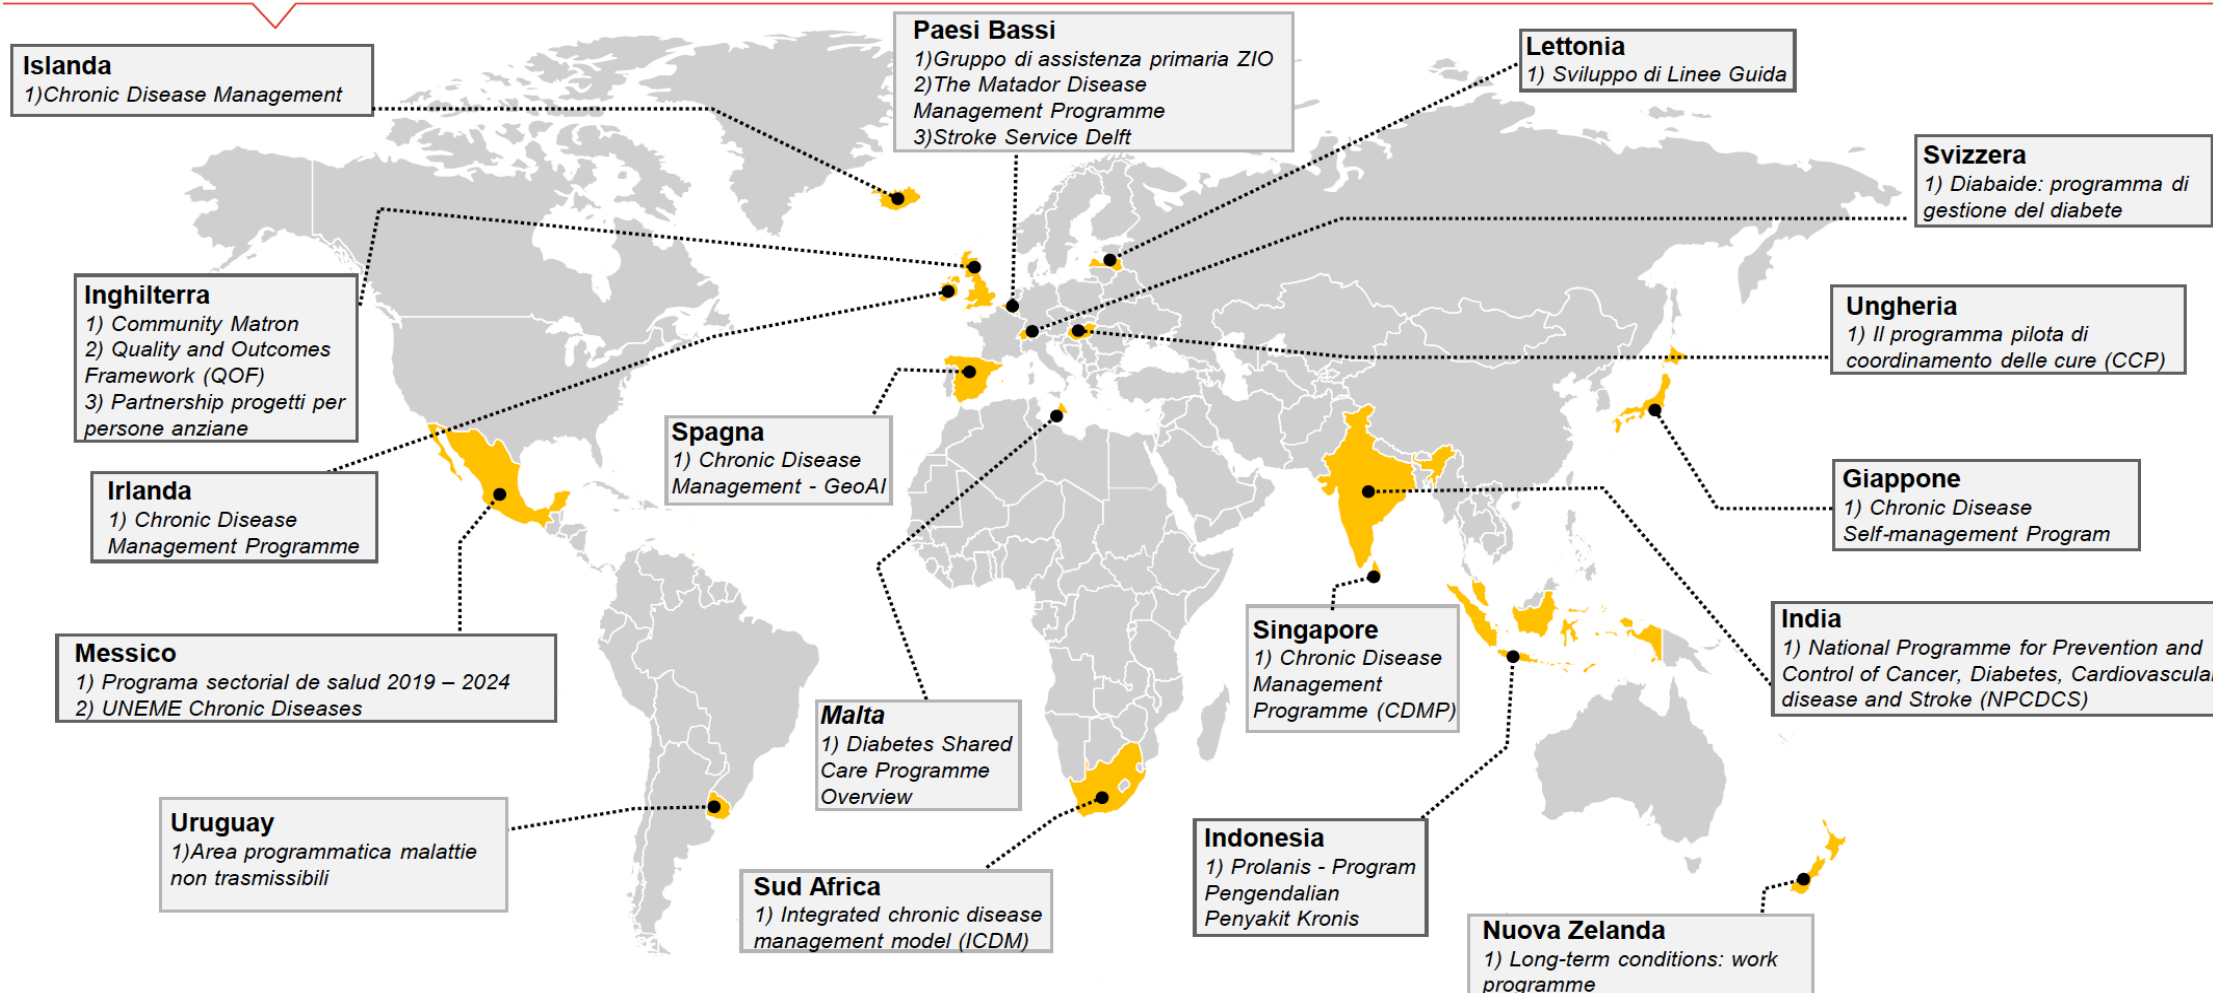 Islanda
1)Chronic Disease Management
Paesi Bassi
1)Gruppo di assistenza primaria ZIO
2)The Matador Disease
Management Programme
3)Stroke Service Delft
Lettonia
1) Sviluppo di Linee Guida
Svizzera
1) Diabaide: programma di
gestione del diabete
Inghilterra
1) Community Matron
2) Quality and Outcomes
Framework (QOF)
3) Partnership progetti per
persone anziane
Ungheria
1) Il programma pilota di
coordinamento delle cure (CCP)
Spagna
1) Chronic Disease
Management - GeoAI
Irlanda
1) Chronic Disease
Management Programme
Giappone
1) Chronic Disease
Self-management Program
Messico
1) Programa sectorial de salud 2019 – 2024
2) UNEME Chronic Diseases
Malta
1) Diabetes Shared
Care Programme
Overview
Singapore
1) Chronic Disease
Management
Programme (CDMP)
India
1) National Programme for Prevention and
Control of Cancer, Diabetes, Cardiovascular
disease and Stroke (NPCDCS)
Uruguay
1)Area programmatica malattie
non trasmissibili
Sud Africa
1) Integrated chronic disease
management model (ICDM)
Indonesia
1) Prolanis - Program
Pengendalian
Penyakit Kronis
Nuova Zelanda
1) Long-term conditions: work
programme